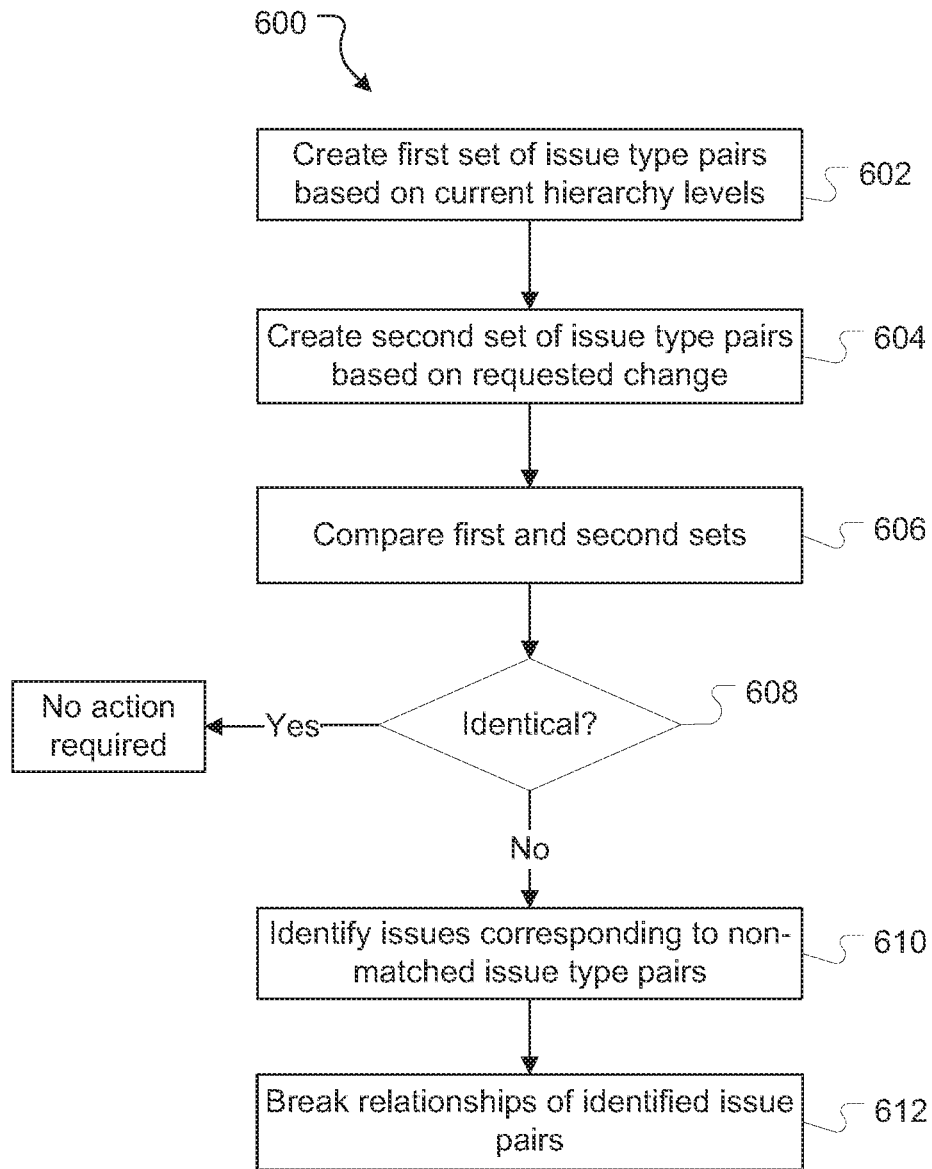 600
Create first set of issue type pairs
based on current hierarchy levels
602
Create second set of issue type pairs
based on requested change
604
Compare first and second sets
606
Identical?
608
Yes
No action
required
No
Identify issues corresponding to non-
matched issue type pairs
610
Break relationships of identified issue
pairs
612